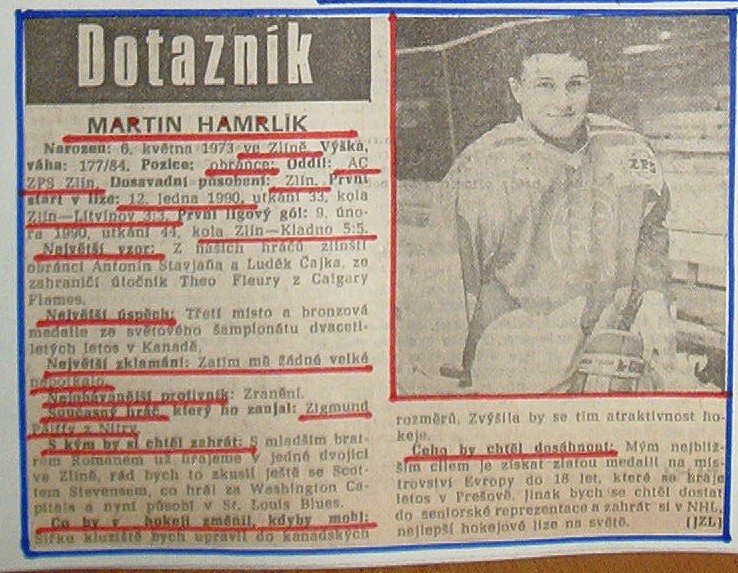 Dotazník
MARTIN HAMRLÍK
Narozen: 6. května 1973 ve Zlíně. Výška,
váha: 177/84. Pozice: obránce: Oddíl: AC
ZPS Zlín. Dosavadní působení: Zlín. První
start v lize: 12. ledna 1990, utkání 33. kola
Zlín—Litvínov 3:3. První ligový gól: 9. úno-
ra 1990, utkání 44. kola Zlín—Kladno 5:5.
Největší vzor: Z našich hráčů zlínští
obránci Antonín Stavjaňa a Luděk Čajka, ze
zahraničí útočník Theo Fleury z Calgary
Flames.
Největší úspěch: Třetí místo a bronzová
medaile ze světového šampionátu dvaceti-
letých letos v Kanadě.
Největší zklamání: Zatím mě žádné velké
nepotkalo.
Nejobávanější protivník: Zranění.
Současný hráč, který ho zaujal: Zigmund
Pálffy z Nitry.
S kým by si chtěl zahrát: S mladším brat-
rem Romanem už hrajeme v jedné dvojici
ve Zlíně, rád bych to zkusil ještě se Scot-
tem Stevensem, co hrál za Washington Ca-
pitals a nyní působí v St. Louis Blues.
Co by v hokeji změnil, kdyby mohl:
Šířku kluziště bych upravil do kanadských
ZPS
rozměrů. Zvýšila by se tím atraktivnost ho-
keje.
Čeho by chtěl dosáhnout: Mým nejbliž-
ším cílem je získat zlatou medaili na mis-
trovství Evropy do 18 let, které se hraje
letos v Prešově. Jinak bych se chtěl dostat
do seniorské reprezentace a zahrát si v NHL,
nejlepší hokejové lize na světě. (JZL)